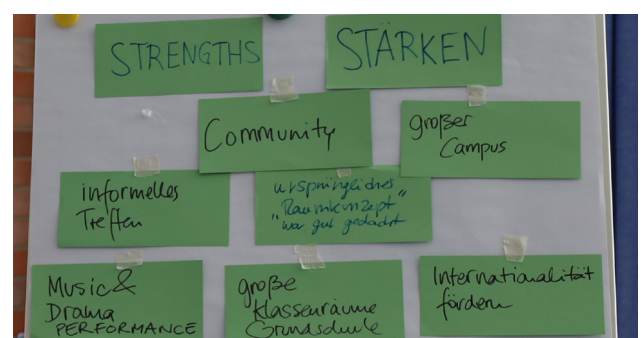 STRENGTHS
STÄRKEN
Community
großer
Campus
informelles
Treffen
ursprüngliches
"Raumkonzept"
war gut gedacht
Music &
Drama
PERFORMANCE
große
Klassenräume
Grundschule
Internationalität
fördern